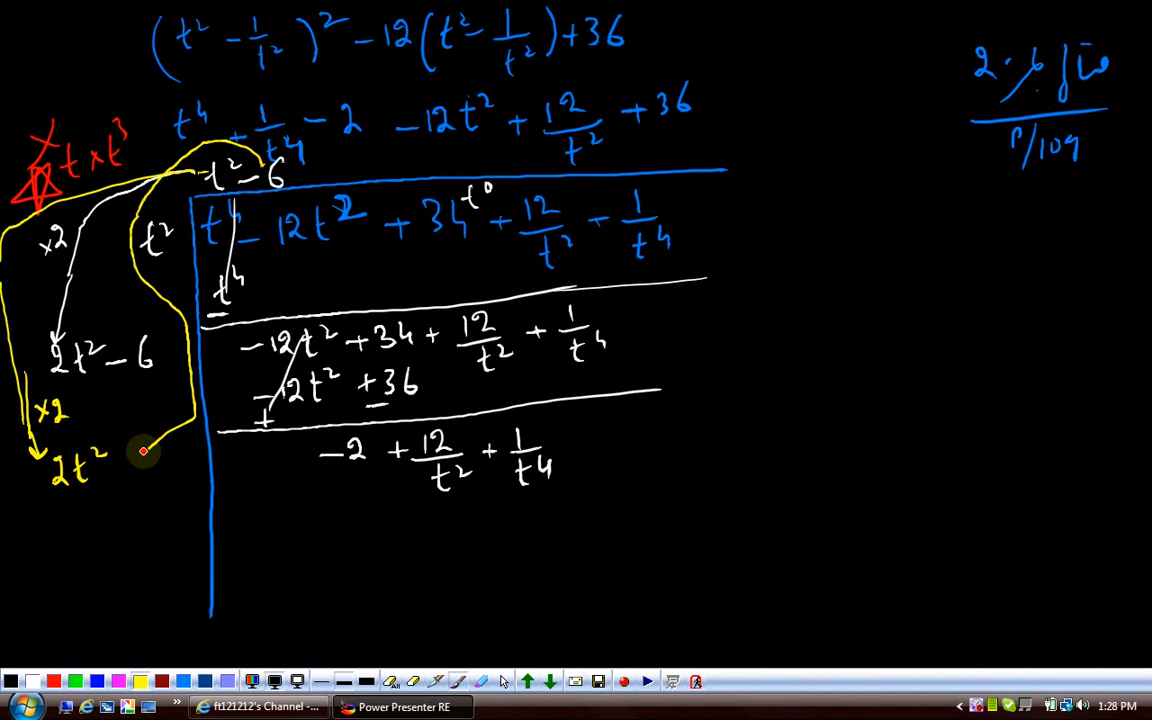 (t² - 1/t²)² - 12(t² - 1/t²) + 36
t⁴ + 1/t⁴ - 2 - 12t² + 12/t² + 36
P/109
t × t³
t² - 6
t² t⁴ - 12t² + 34 t⁰ + 12/t² + 1/t⁴
×2
t⁴
-12t² + 34 + 12/t² + 1/t⁴
2t² - 6
-12t² + 36
+ -
×2
-2 + 12/t² + 1/t⁴
2t²
ft121212's Channel - ...
Power Presenter RE
1:28 PM